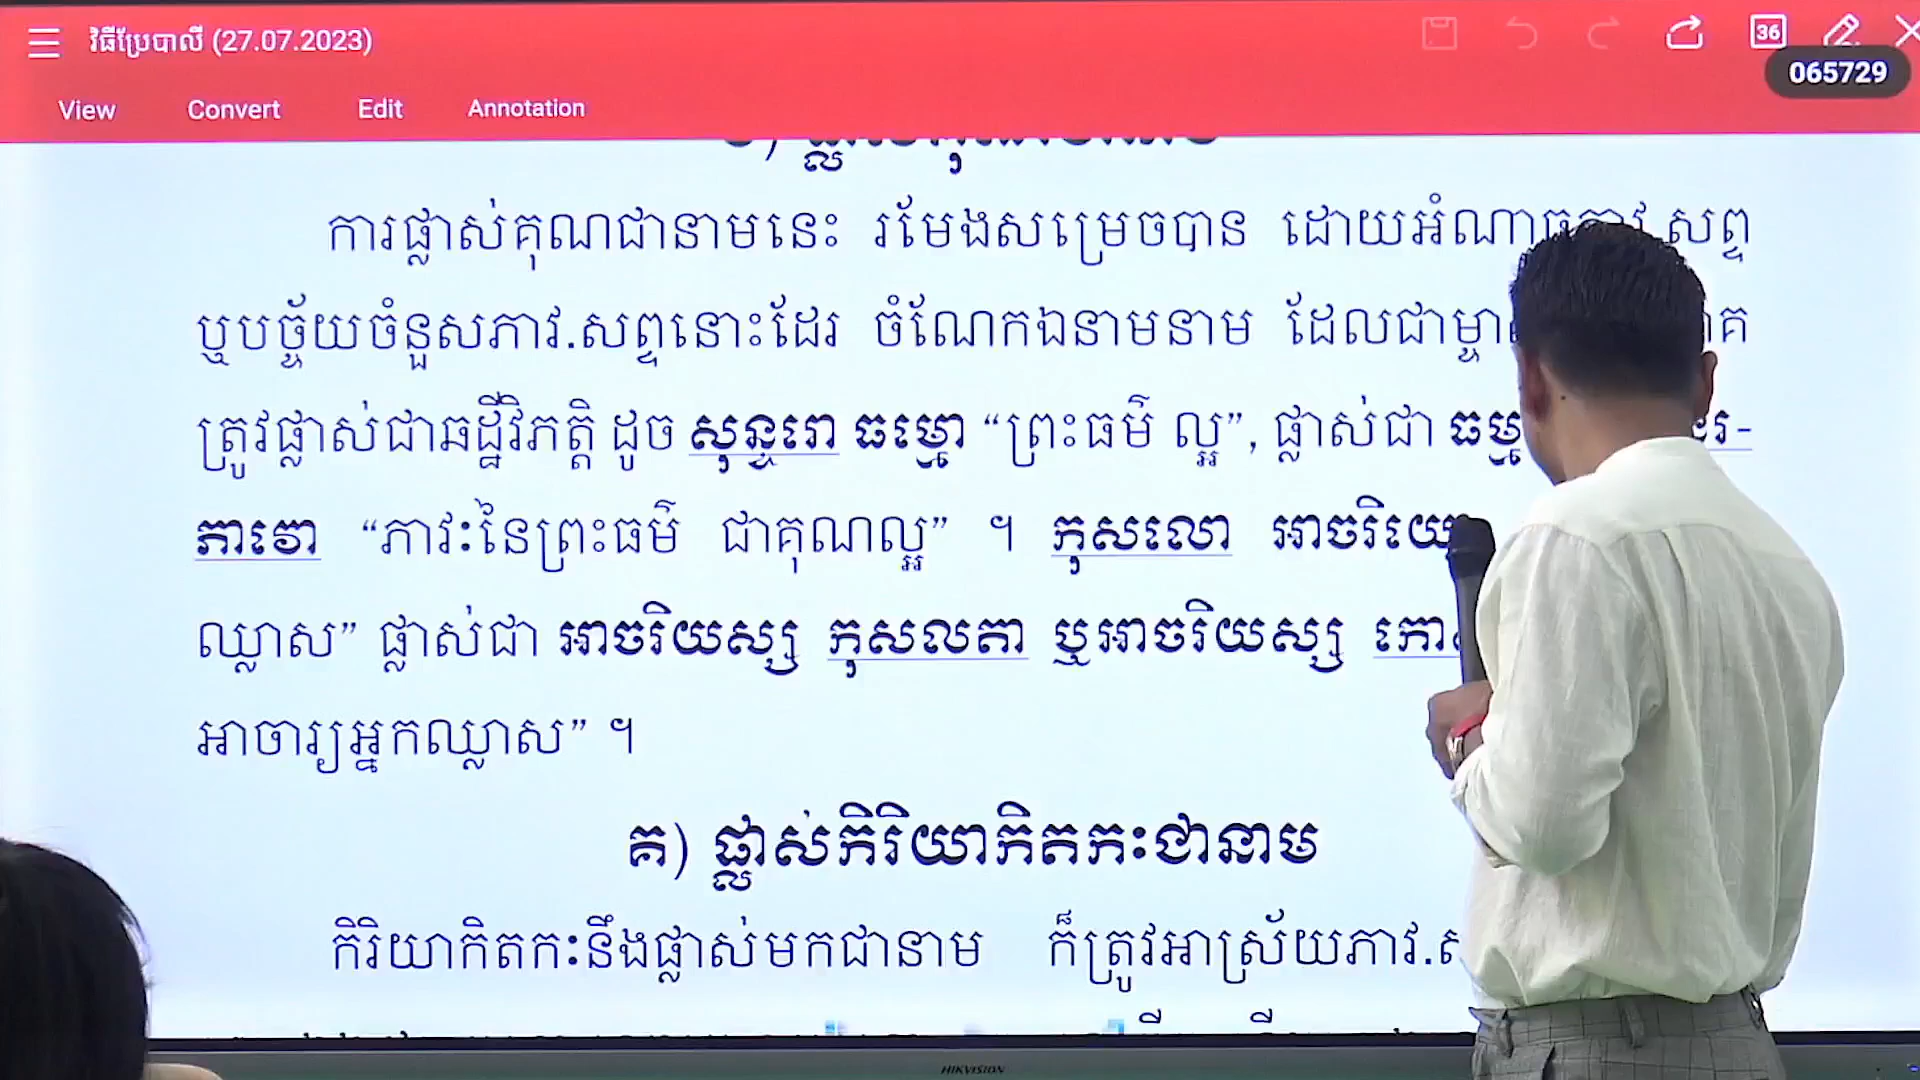 វិធីប្រែបាលី (27.07.2023)
36
065729
View Convert Edit Annotation
ការផ្លាស់គុណជានាមនេះ រមែងសម្រេចបាន ដោយអំណាច សព្ទ
ឬបច្ច័យចំនួសភាវ.សព្ទនោះដែរ ចំណែកឯនាមនាម ដែលជា
ត្រូវផ្លាស់ជាឆដ្ឋីវិភត្តិ ដូច សុន្ទរោ ធម្មោ “ព្រះធម៌ ល្អ”, ផ្លាស់ជា
ភាវោ “ភាវៈនៃព្រះធម៌ ជាគុណល្អ” ។ កុសលោ អាចរិយោ
ឈ្លាស” ផ្លាស់ជា អាចរិយស្ស កុសលតា ឬអាចរិយស្ស
អាចារ្យអ្នកឈ្លាស” ។
គ) ផ្លាស់កិរិយាកិតកៈជានាម
កិរិយាកិតកៈនឹងផ្លាស់មកជានាម ក៏ត្រូវអាស្រ័យភាវ.
HIKVISION